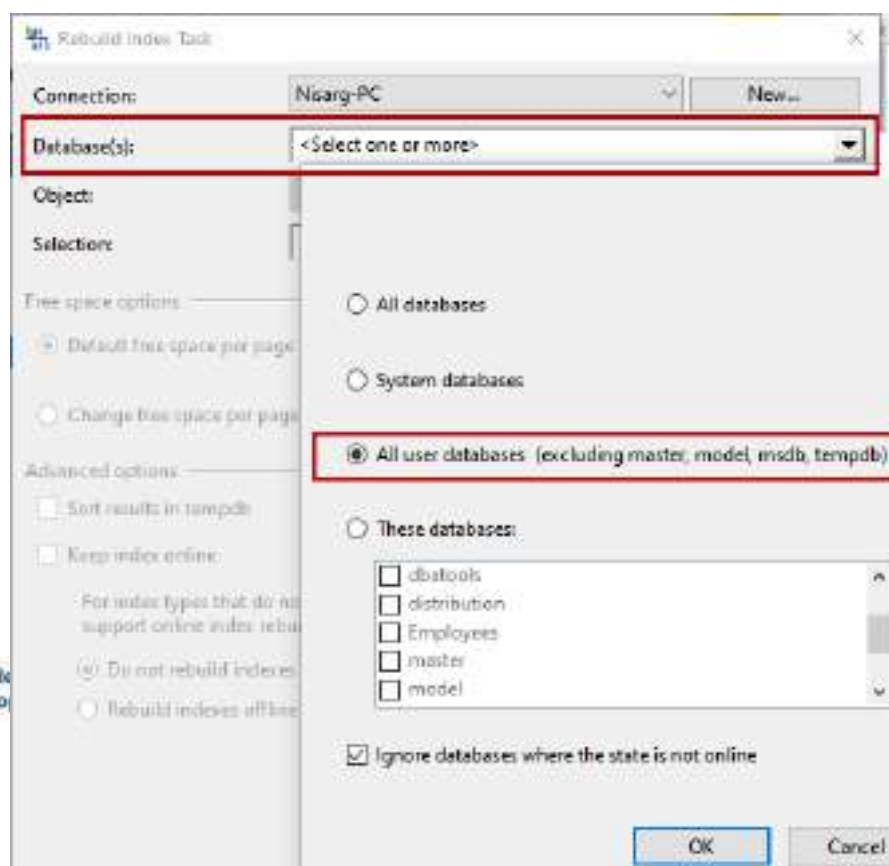 Rebuild Index Task
Connection:
Nisarg-PC
New...
Database(s):
<Select one or more>
Object:
Selection:
Free space options
All databases
Default free space per page
System databases
Change free space per page
All user databases (excluding master, model, msdb, tempdb)
Advanced options
Sort results in tempdb
These databases:
Keep index online
dbatools
For index types that do no
distribution
support online index rebu
Employees
master
Do not rebuild indexes
model
Rebuild indexes offline
Ignore databases where the state is not online
OK
Cancel